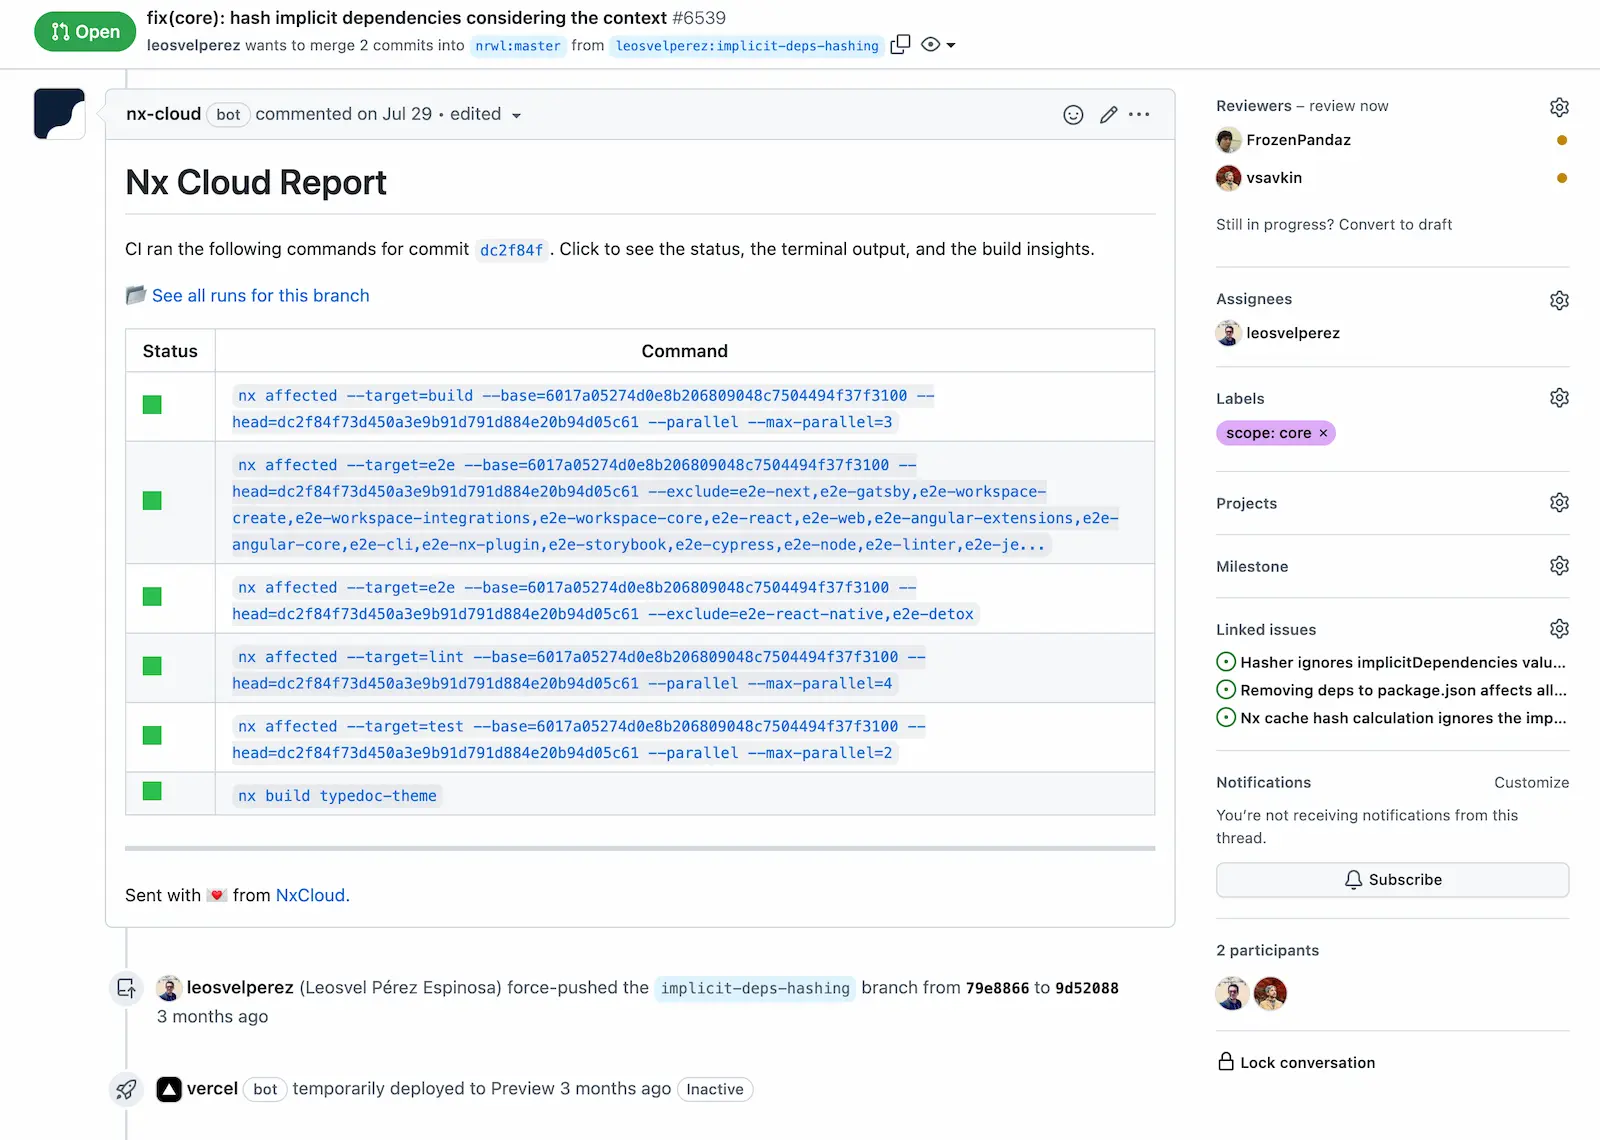 Open
fix(core): hash implicit dependencies considering the context #6539
leosvelperez wants to merge 2 commits into nrwl:master from leosvelperez:implicit-deps-hashing
nx-cloud bot commented on Jul 29 • edited
Nx Cloud Report
CI ran the following commands for commit dc2f84f. Click to see the status, the terminal output, and the build insights.
See all runs for this branch
Status Command
nx affected --target=build --base=6017a05274d0e8b206809048c7504494f37f3100 --
head=dc2f84f73d450a3e9b91d791d884e20b94d05c61 --parallel --max-parallel=3
nx affected --target=e2e --base=6017a05274d0e8b206809048c7504494f37f3100 --
head=dc2f84f73d450a3e9b91d791d884e20b94d05c61 --exclude=e2e-next,e2e-gatsby,e2e-workspace-
create,e2e-workspace-integrations,e2e-workspace-core,e2e-react,e2e-web,e2e-angular-extensions,e2e-
angular-core,e2e-cli,e2e-nx-plugin,e2e-storybook,e2e-cypress,e2e-node,e2e-linter,e2e-je...
nx affected --target=e2e --base=6017a05274d0e8b206809048c7504494f37f3100 --
head=dc2f84f73d450a3e9b91d791d884e20b94d05c61 --exclude=e2e-react-native,e2e-detox
nx affected --target=lint --base=6017a05274d0e8b206809048c7504494f37f3100 --
head=dc2f84f73d450a3e9b91d791d884e20b94d05c61 --parallel --max-parallel=4
nx affected --target=test --base=6017a05274d0e8b206809048c7504494f37f3100 --
head=dc2f84f73d450a3e9b91d791d884e20b94d05c61 --parallel --max-parallel=2
nx build typedoc-theme
Sent with 💌 from NxCloud.
leosvelperez (Leosvel Pérez Espinosa) force-pushed the implicit-deps-hashing branch from 79e8866 to 9d52088
3 months ago
vercel bot temporarily deployed to Preview 3 months ago Inactive
Reviewers – review now
FrozenPandaz
vsavkin
Still in progress? Convert to draft
Assignees
leosvelperez
Labels
scope: core ×
Projects
Milestone
Linked issues
Hasher ignores implicitDependencies valu...
Removing deps to package.json affects all...
Nx cache hash calculation ignores the imp...
Notifications Customize
You're not receiving notifications from this
thread.
Subscribe
2 participants
Lock conversation